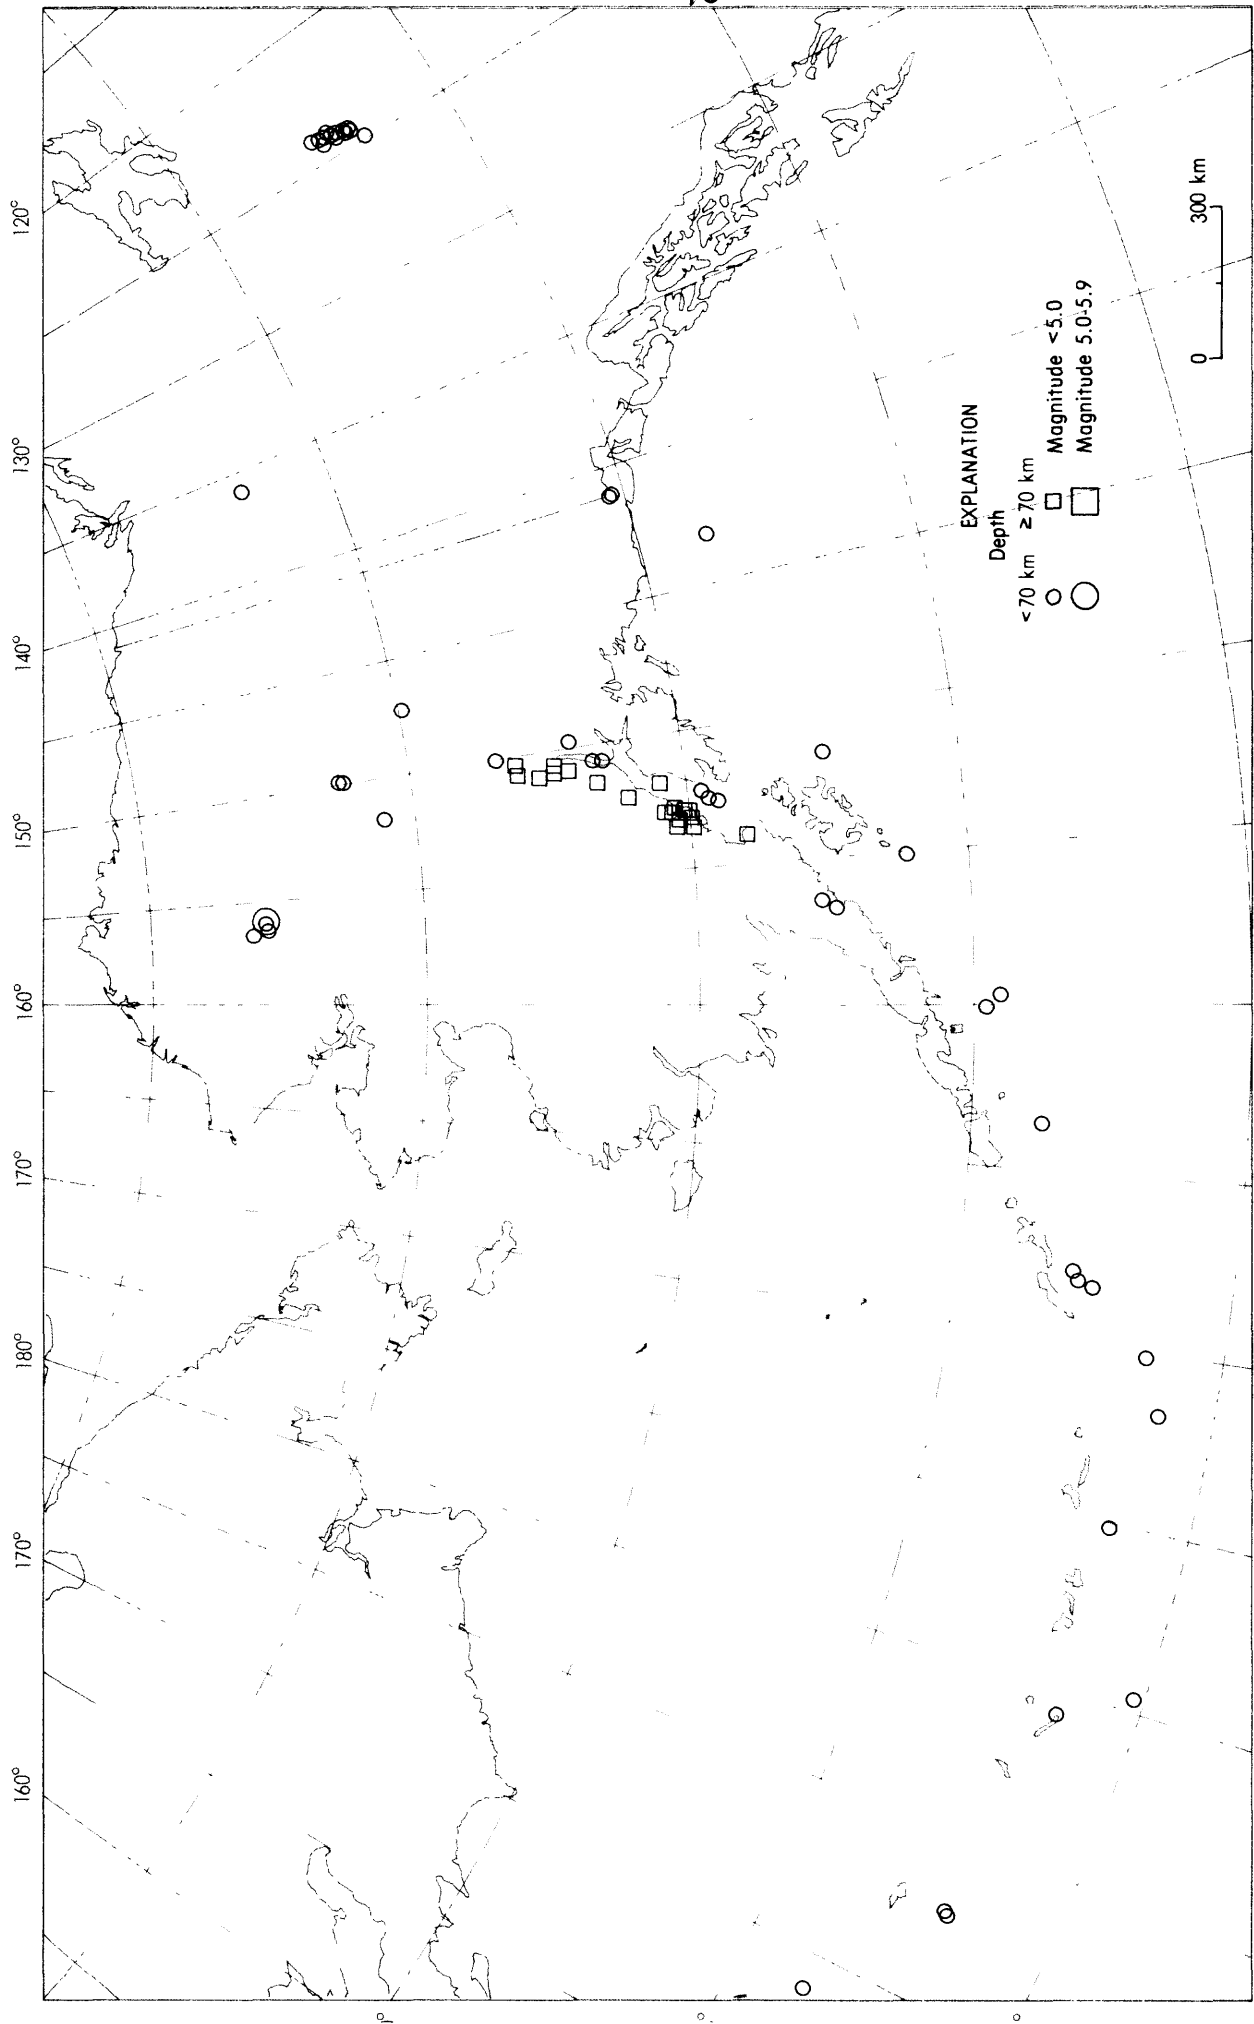 160° 170° 180° 170° 160° 150° 140° 130° 120°
EXPLANATION
Depth
<70 km ≥70 km
Magnitude <5.0
Magnitude 5.0-5.9
0 300 km